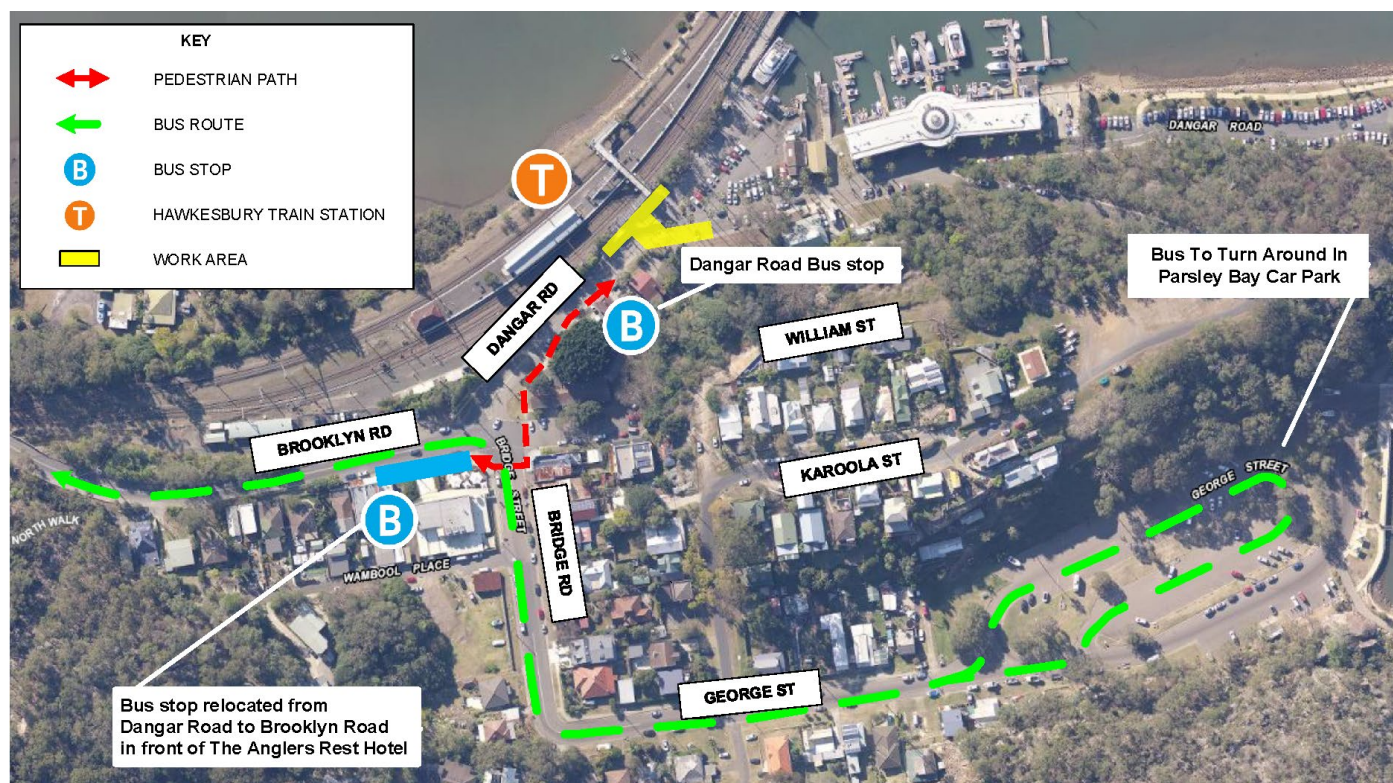 KEY
PEDESTRIAN PATH
BUS ROUTE
B
BUS STOP
T
HAWKESBURY TRAIN STATION
WORK AREA
DANGAR ROAD
T
Dangar Road Bus stop
Bus To Turn Around In
Parsley Bay Car Park
B
DANGAR RD
WILLIAM ST
BROOKLYN RD
BRIDGE STREET
KAROOLA ST
GEORGE STREET
NORTH WALK
B
BRIDGE RD
WAMBOOL PLACE
GEORGE ST
Bus stop relocated from
Dangar Road to Brooklyn Road
in front of The Anglers Rest Hotel